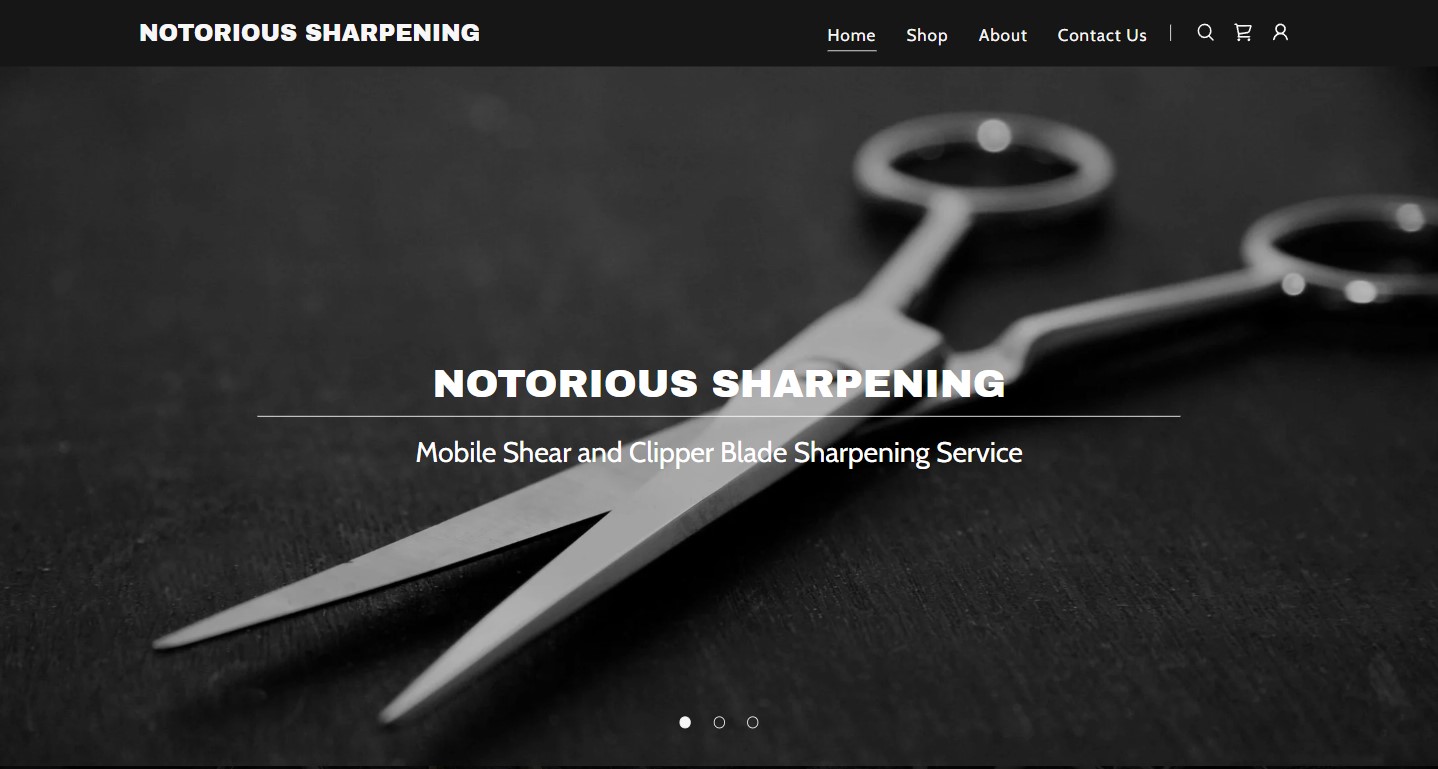 NOTORIOUS SHARPENING
Home Shop About Contact Us
NOTORIOUS SHARPENING
Mobile Shear and Clipper Blade Sharpening Service